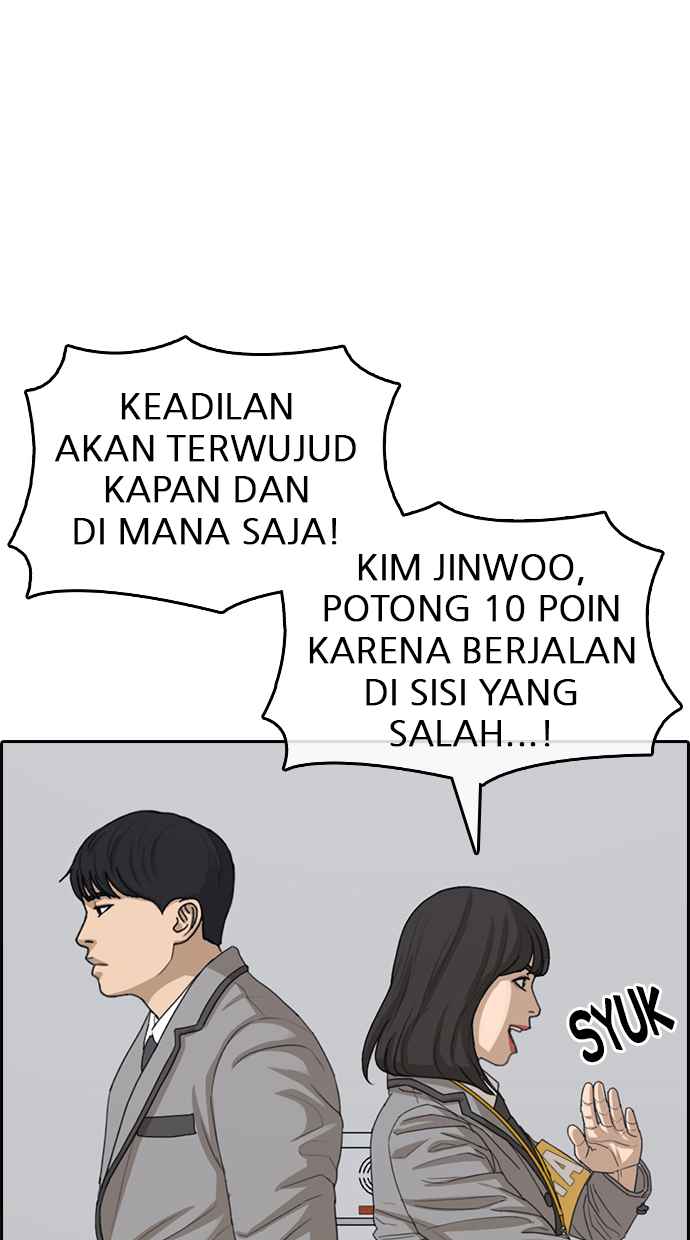 KEADILAN
AKAN TERWUJUD
KAPAN DAN
DI MANA SAJA!
KIM JINWOO,
POTONG 10 POIN
KARENA BERJALAN
DI SISI YANG
SALAH...!
SYUK